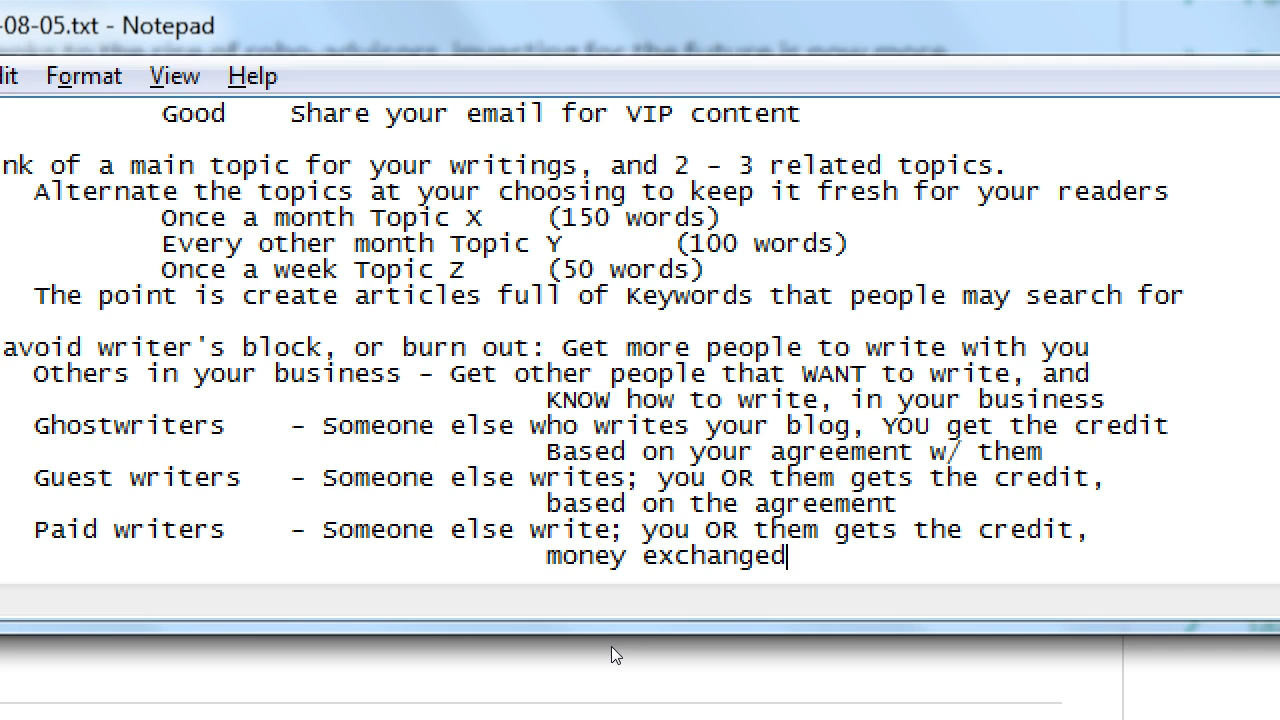 -08-05.txt - Notepad
Format View Help
Good Share your email for VIP content
of a main topic for your writings, and 2 - 3 related topics.
Alternate the topics at your choosing to keep it fresh for your readers
Once a month Topic X (150 words)
Every other month Topic Y (100 words)
Once a week Topic Z (50 words)
The point is create articles full of Keywords that people may search for
avoid writer's block, or burn out: Get more people to write with you
Others in your business - Get other people that WANT to write, and
KNOW how to write, in your business
Ghostwriters - Someone else who writes your blog, YOU get the credit
Based on your agreement w/ them
Guest writers - Someone else writes; you OR them gets the credit,
based on the agreement
Paid writers - Someone else write; you OR them gets the credit,
money exchanged